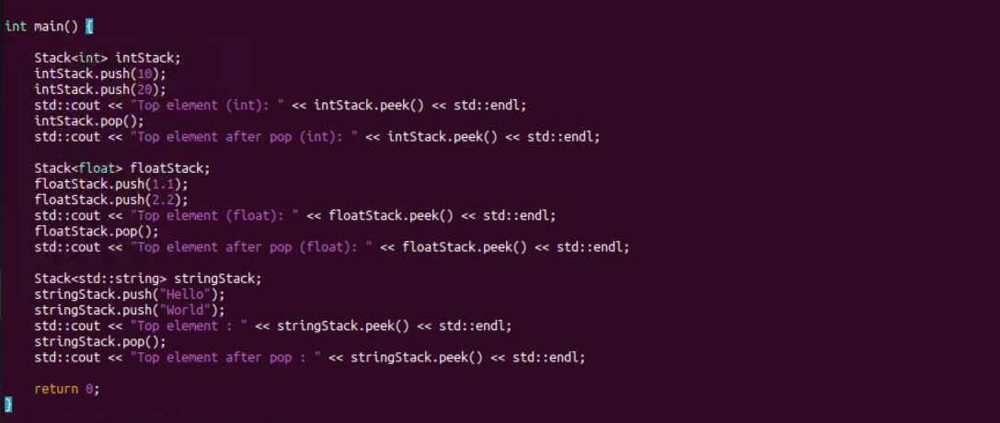 int main() {
    Stack<int> intStack;
    intStack.push(10);
    intStack.push(20);
    std::cout << "Top element (int): " << intStack.peek() << std::endl;
    intStack.pop();
    std::cout << "Top element after pop (int): " << intStack.peek() << std::endl;
    Stack<float> floatStack;
    floatStack.push(1.1);
    floatStack.push(2.2);
    std::cout << "Top element (float): " << floatStack.peek() << std::endl;
    floatStack.pop();
    std::cout << "Top element after pop (float): " << floatStack.peek() << std::endl;
    Stack<std::string> stringStack;
    stringStack.push("Hello");
    stringStack.push("World");
    std::cout << "Top element : " << stringStack.peek() << std::endl;
    stringStack.pop();
    std::cout << "Top element after pop : " << stringStack.peek() << std::endl;
    return 0;
}